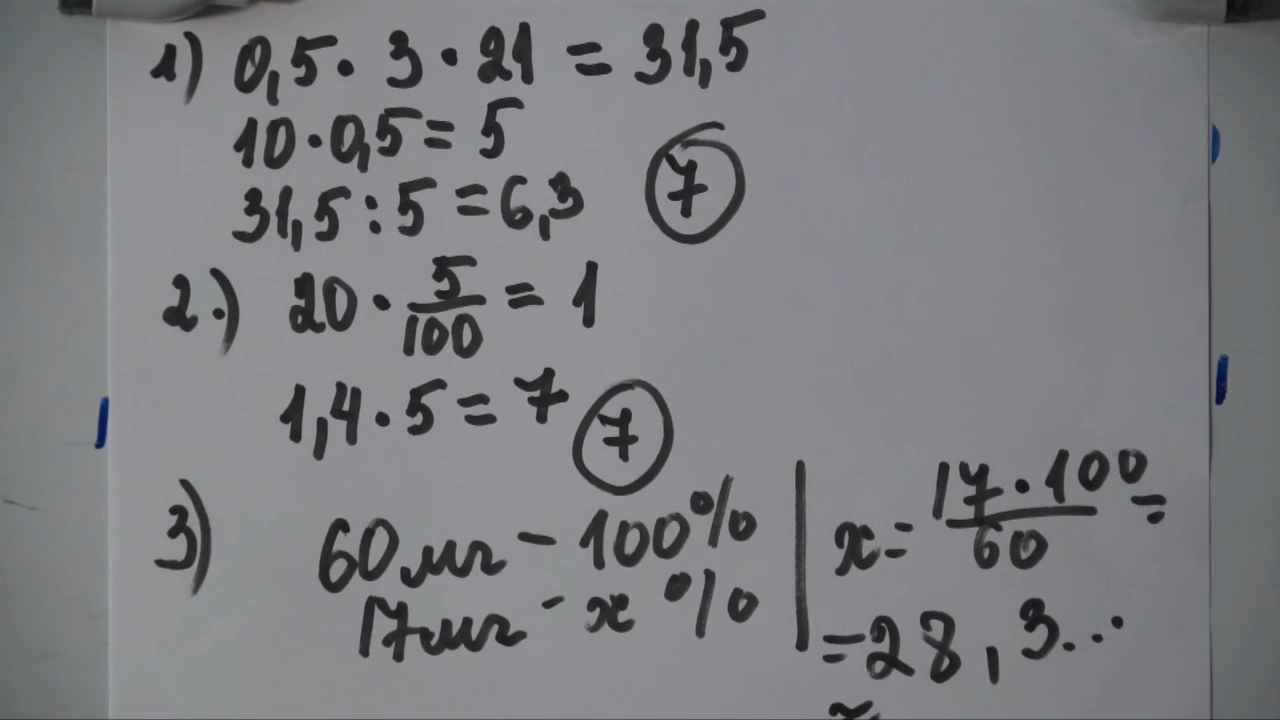 1) 0,5 · 3 · 21 = 31,5
10 · 0,5 = 5
31,5 : 5 = 6,3 7
2.) 20 · 5/100 = 1
1,4 · 5 = 7 7
3) 60 мг - 100%
17 мг - x %
x = 17 · 100/60 =
= 28,3...
≈